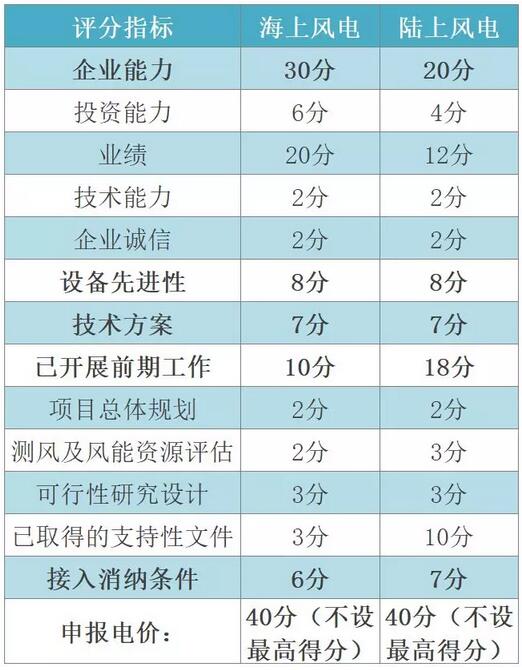 评分指标 海上风电 陆上风电
企业能力 30分 20分
投资能力 6分 4分
业绩 20分 12分
技术能力 2分 2分
企业诚信 2分 2分
设备先进性 8分 8分
技术方案 7分 7分
已开展前期工作 10分 18分
项目总体规划 2分 2分
测风及风能资源评估 2分 3分
可行性研究设计 3分 3分
已取得的支持性文件 3分 10分
接入消纳条件 6分 7分
申报电价： 40分（不设 40分（不设
最高得分） 最高得分）